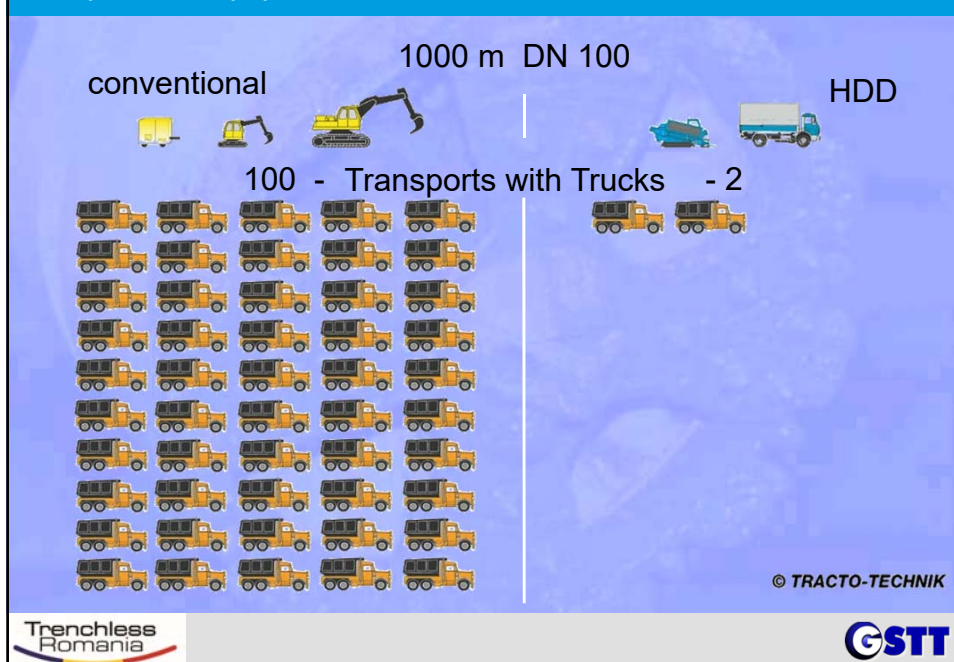 1000 m DN 100
conventional
HDD
100 - Transports with Trucks - 2
© TRACTO-TECHNIK
Trenchless
Romania
GSTT